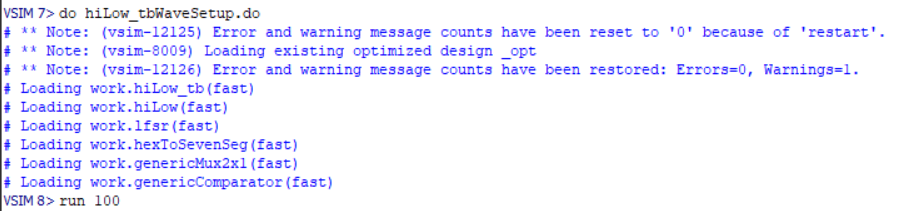 VSIM 7> do hiLow_tbWaveSetup.do
# ** Note: (vsim-12125) Error and warning message counts have been reset to '0' because of 'restart'.
# ** Note: (vsim-8009) Loading existing optimized design _opt
# ** Note: (vsim-12126) Error and warning message counts have been restored: Errors=0, Warnings=1.
# Loading work.hiLow_tb(fast)
# Loading work.hiLow(fast)
# Loading work.lfsr(fast)
# Loading work.hexToSevenSeg(fast)
# Loading work.genericMux2x1(fast)
# Loading work.genericComparator(fast)
VSIM 8> run 100